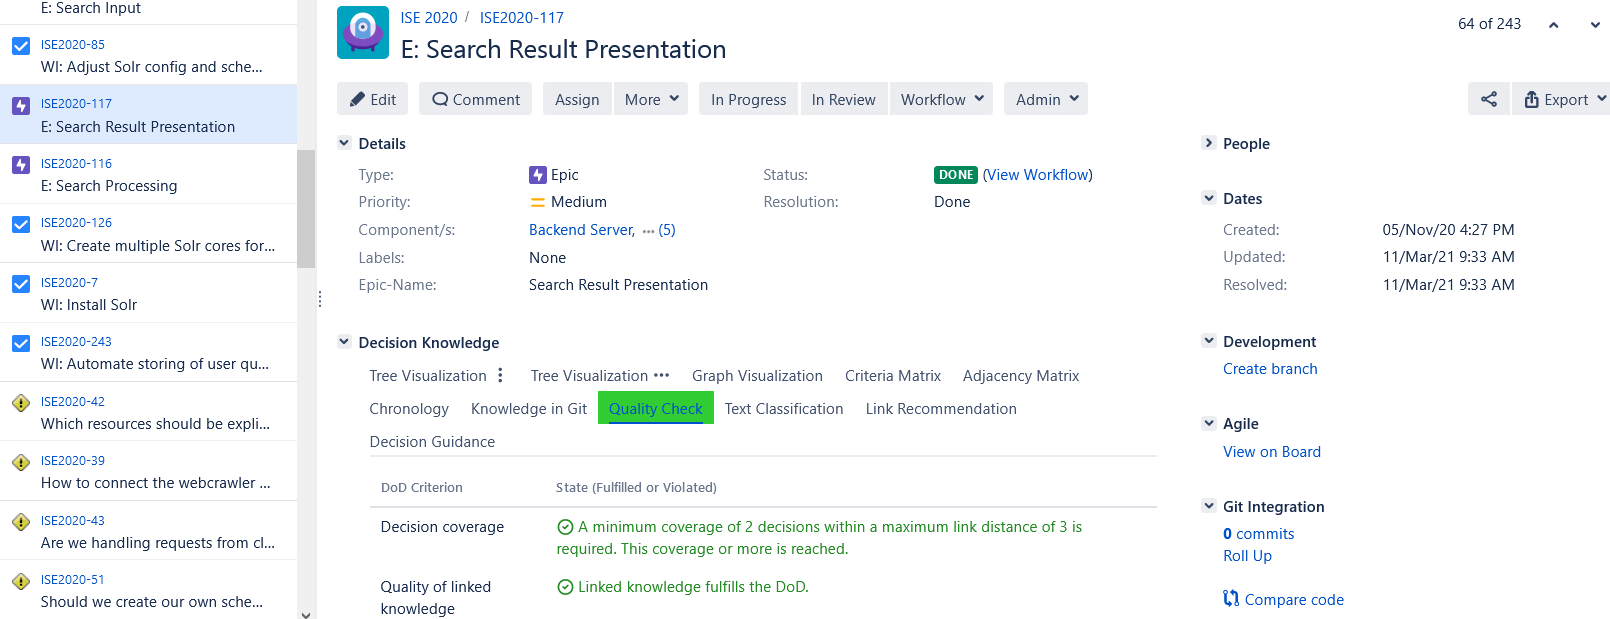 E: Search Input
ISE2020-85
WI: Adjust Solr config and sche...
ISE2020-117
E: Search Result Presentation
ISE2020-116
E: Search Processing
ISE2020-126
WI: Create multiple Solr cores for...
ISE2020-7
WI: Install Solr
ISE2020-243
WI: Automate storing of user qu...
ISE2020-42
Which resources should be expli...
ISE2020-39
How to connect the webcrawler ...
ISE2020-43
Are we handling requests from cl...
ISE2020-51
Should we create our own sche...
ISE 2020 / ISE2020-117
64 of 243
E: Search Result Presentation
Edit Comment Assign More In Progress In Review Workflow Admin Export
Details
Type: Epic Status: DONE (View Workflow)
Priority: Medium Resolution: Done
Component/s: Backend Server, ... (5)
Labels: None
Epic-Name: Search Result Presentation
Decision Knowledge
Tree Visualization Tree Visualization Graph Visualization Criteria Matrix Adjacency Matrix
Chronology Knowledge in Git Quality Check Text Classification Link Recommendation
Decision Guidance
DoD Criterion State (Fulfilled or Violated)
Decision coverage A minimum coverage of 2 decisions within a maximum link distance of 3 is
required. This coverage or more is reached.
Quality of linked Linked knowledge fulfills the DoD.
knowledge
People
Dates
Created: 05/Nov/20 4:27 PM
Updated: 11/Mar/21 9:33 AM
Resolved: 11/Mar/21 9:33 AM
Development
Create branch
Agile
View on Board
Git Integration
0 commits
Roll Up
Compare code